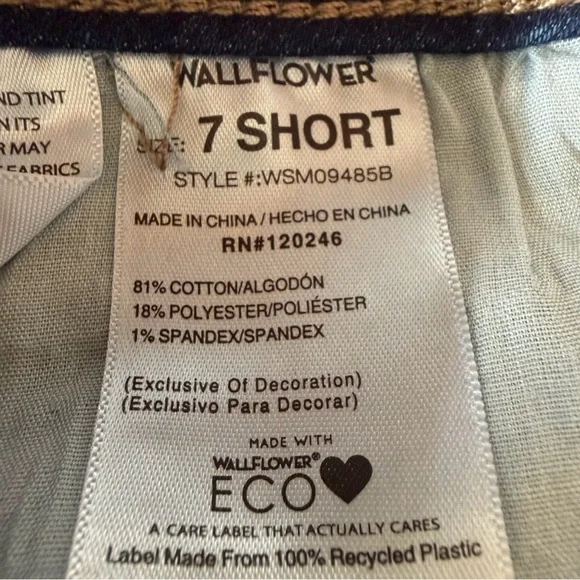 ND TINT
N ITS
R MAY
FABRICS
WALLFLOWER
SIZE: 7 SHORT
STYLE #:WSM09485B
MADE IN CHINA / HECHO EN CHINA
RN#120246
81% COTTON/ALGODÓN
18% POLYESTER/POLIÉSTER
1% SPANDEX/SPANDEX
(Exclusive Of Decoration)
(Exclusivo Para Decorar)
MADE WITH
WALLFLOWER®
ECO
A CARE LABEL THAT ACTUALLY CARES
Label Made From 100% Recycled Plastic